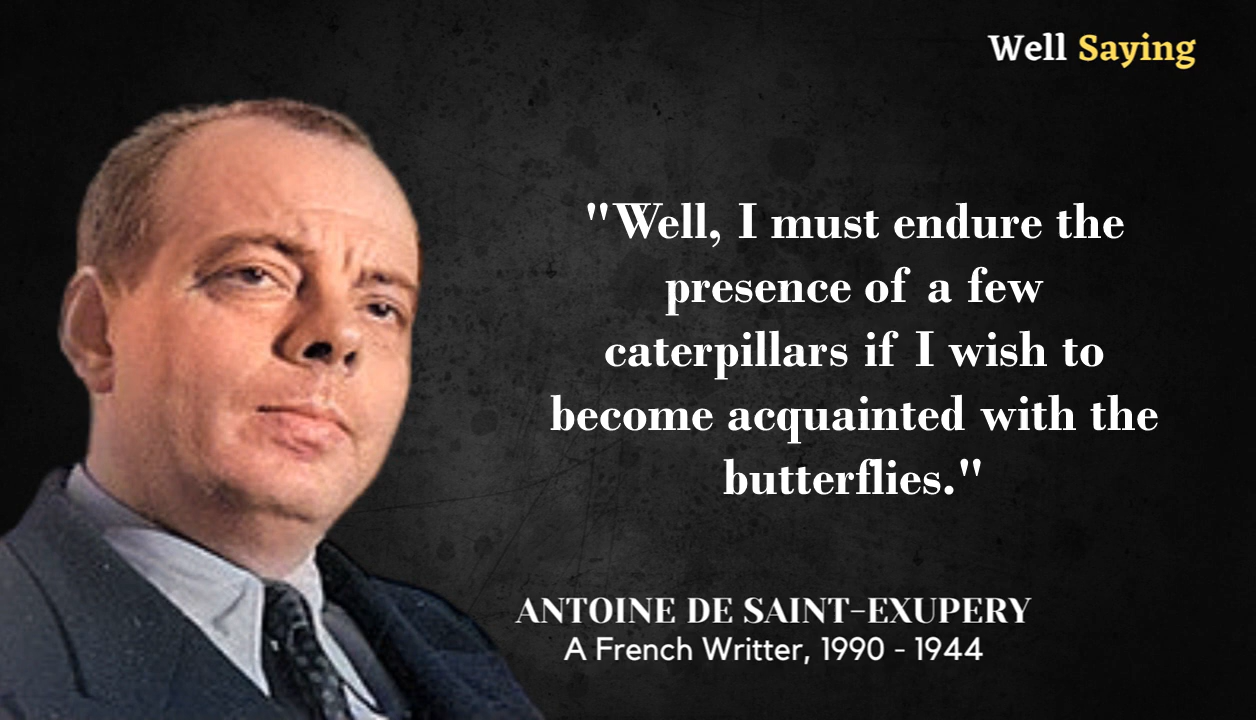 Well Saying
"Well, I must endure the
presence of a few
caterpillars if I wish to
become acquainted with the
butterflies."
ANTOINE DE SAINT-EXUPERY
A French Writter, 1990 - 1944